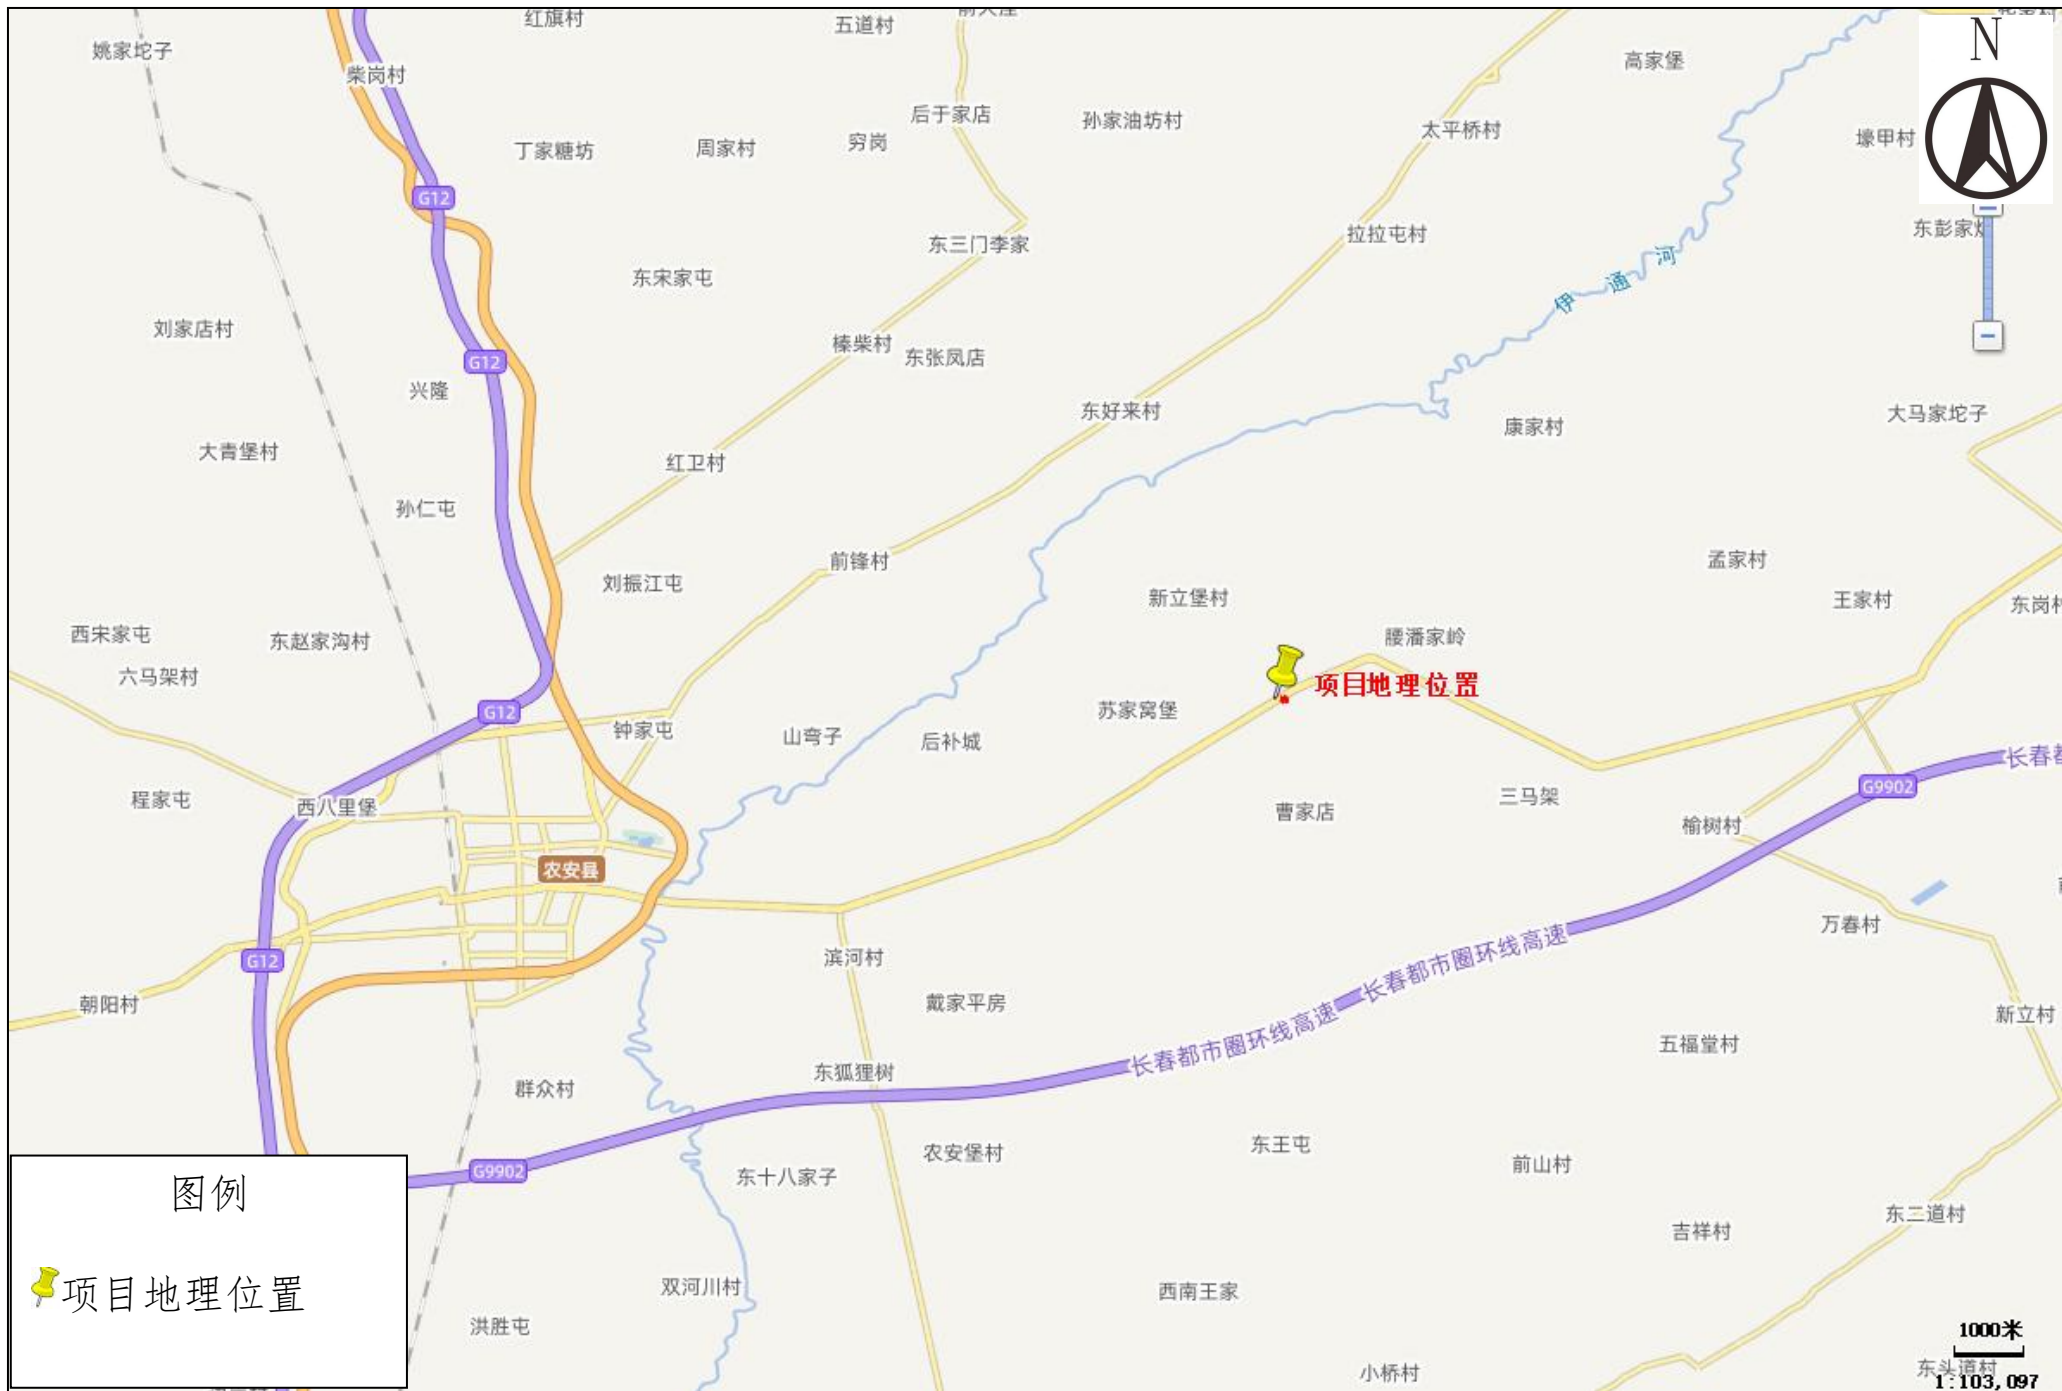 红旗村
五道村
N
姚家坨子
柴岗村
高家堡
后于家店
孙家油坊村
太平桥村
壕甲村
丁家糖坊
周家村
穷岗
G12
东三门李家
拉拉屯村
东彭家
伊通河
东宋家屯
刘家店村
榛柴村
东张凤店
G12
兴隆
东好来村
康家村
大马家坨子
大青堡村
红卫村
孙仁屯
前锋村
刘振江屯
新立堡村
孟家村
王家村
东岗村
西宋家屯
东赵家沟村
腰潘家岭
六马架村
项目地理位置
G12
钟家屯
山弯子
后补城
苏家窝堡
长春都
程家屯
西八里堡
曹家店
三马架
G9902
榆树村
农安县
万春村
G12
滨河村
长春都市圈环线高速
朝阳村
戴家平房
新立村
长春都市圈环线高速
五福堂村
东狐狸树
群众村
农安堡村
东王屯
前山村
G9902
东十八家子
图例
东二道村
吉祥村
双河川村
西南王家
项目地理位置
洪胜屯
1000米
小桥村
东头道村
1:103,097